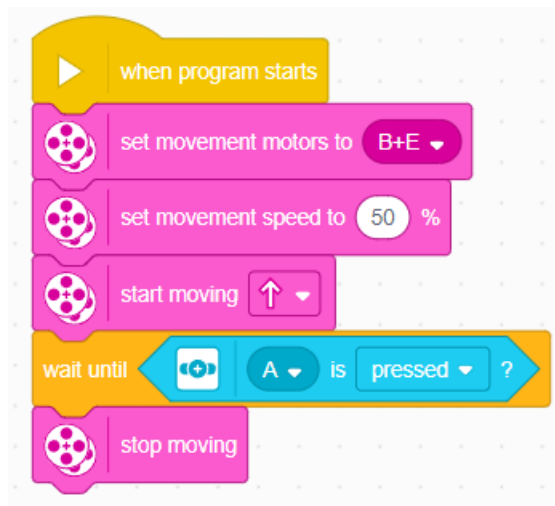 when program starts
set movement motors to B+E
set movement speed to 50 %
start moving
wait until A is pressed ?
stop moving